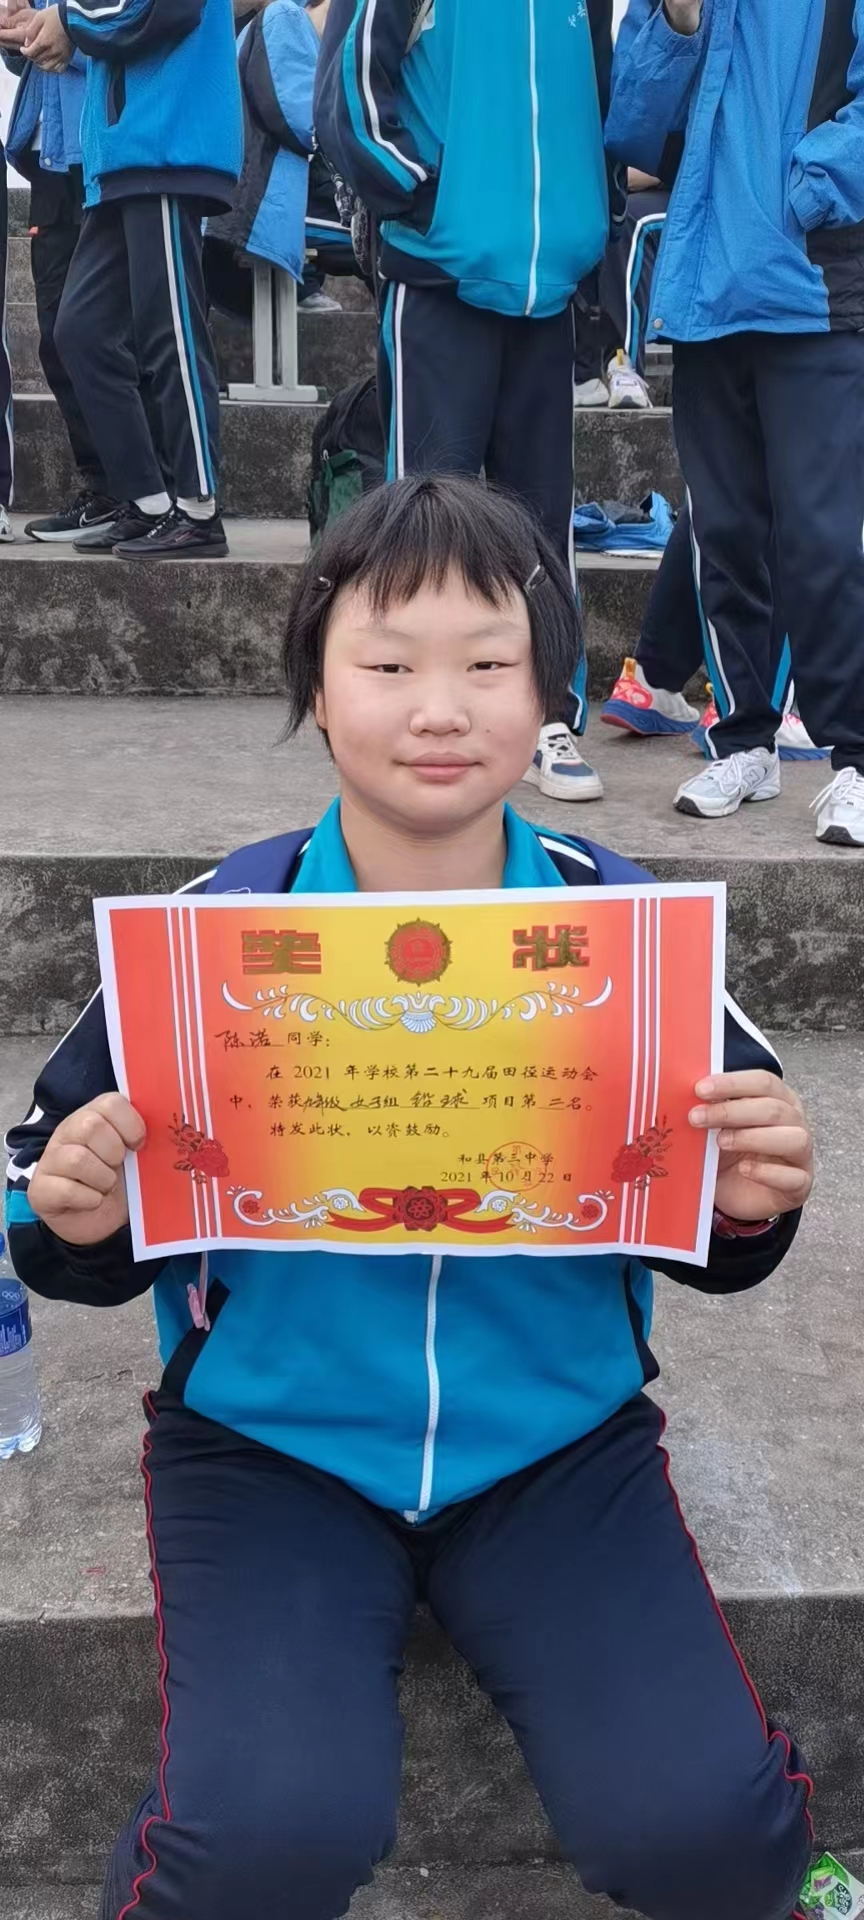 奖 状
陈诺 同学：
在 2021 年学校第二十九届田径运动会
中，荣获九年级 女子组 铅球 项目第 二名。
特发此状，以资鼓励。
和县第三中学
2021 年 10 月 22 日